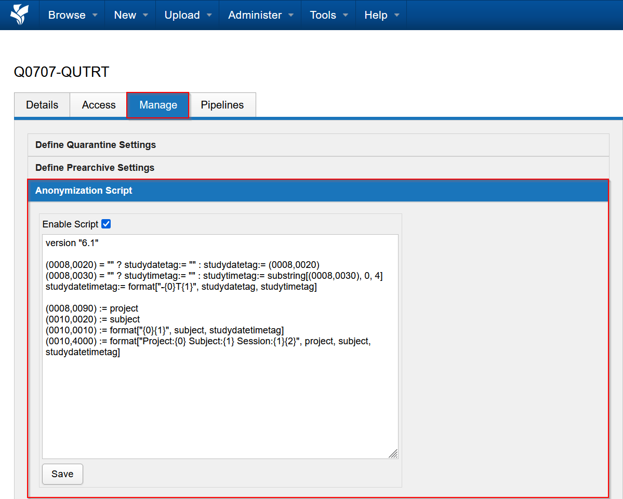 Browse New Upload Administer Tools Help
Q0707-QUTRT
Details Access Manage Pipelines
Define Quarantine Settings
Define Prearchive Settings
Anonymization Script
Enable Script
version "6.1"
(0008,0020) = "" ? studydatetag:= "" : studydatetag:= (0008,0020)
(0008,0030) = "" ? studytimetag:= "" : studytimetag:= substring[(0008,0030), 0, 4]
studydatetimetag:= format["-{0}T{1}", studydatetag, studytimetag]
(0008,0090) := project
(0010,0020) := subject
(0010,0010) := format["{0}{1}", subject, studydatetimetag]
(0010,4000) := format["Project:{0} Subject:{1} Session:{1}{2}", project, subject,
studydatetimetag]
Save